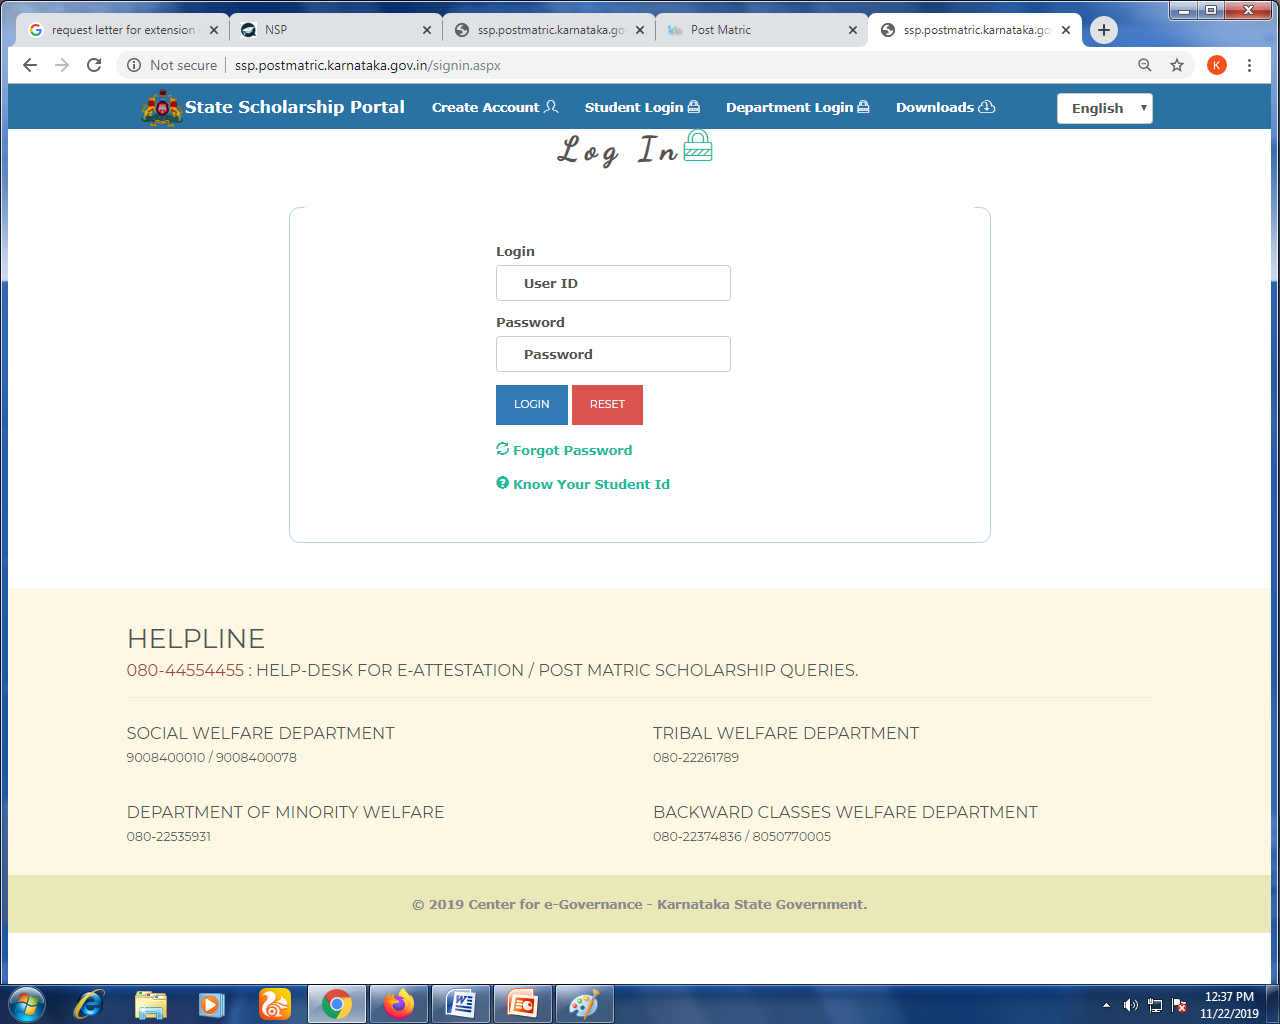 request letter for extension
NSP
ssp.postmatric.karnataka.go
Post Matric
ssp.postmatric.karnataka.go
Not secure
ssp.postmatric.karnataka.gov.in/signin.aspx
K
State Scholarship Portal
Create Account
Student Login
Department Login
Downloads
English
Log In
Login
User ID
Password
Password
LOGIN
RESET
Forgot Password
Know Your Student Id
HELPLINE
080-44554455 : HELP-DESK FOR E-ATTESTATION / POST MATRIC SCHOLARSHIP QUERIES.
SOCIAL WELFARE DEPARTMENT
9008400010 / 9008400078
TRIBAL WELFARE DEPARTMENT
080-22261789
DEPARTMENT OF MINORITY WELFARE
080-22535931
BACKWARD CLASSES WELFARE DEPARTMENT
080-22374836 / 8050770005
© 2019 Center for e-Governance - Karnataka State Government.
12:37 PM
11/22/2019